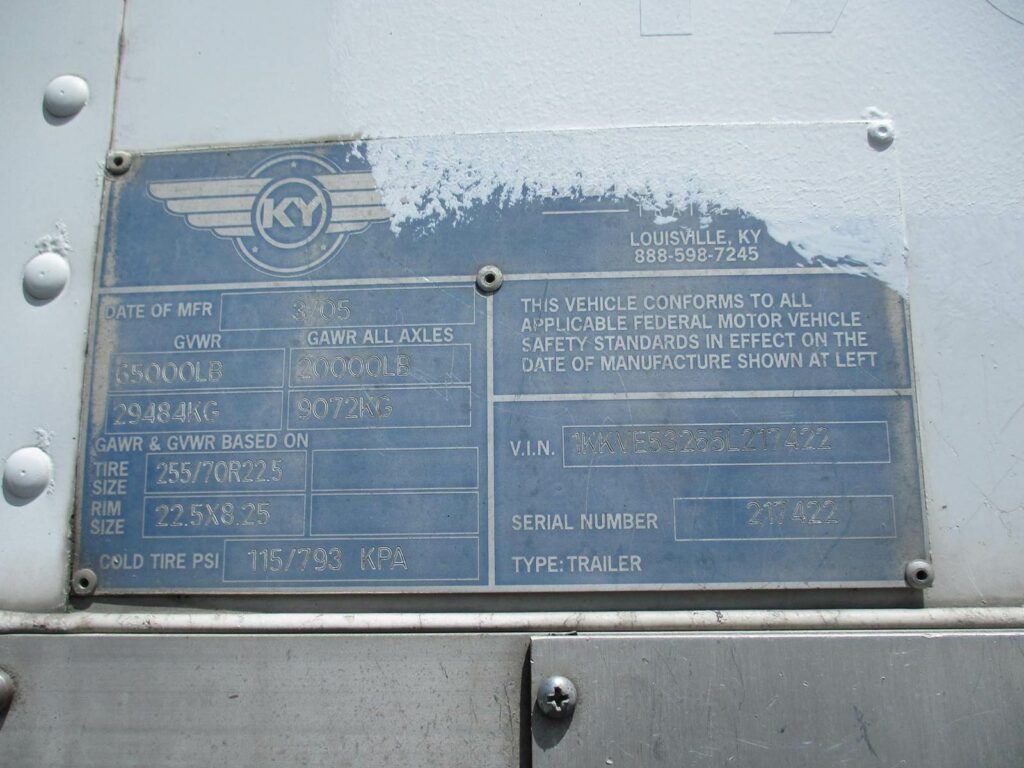 KY
LOUISVILLE, KY
888-598-7245
DATE OF MFR 3/05
GVWR GAWR ALL AXLES
65000LB 20000LB
29484KG 9072KG
GAWR & GVWR BASED ON
TIRE SIZE 255/70R22.5
RIM SIZE 22.5X8.25
COLD TIRE PSI 115/793 KPA
THIS VEHICLE CONFORMS TO ALL
APPLICABLE FEDERAL MOTOR VEHICLE
SAFETY STANDARDS IN EFFECT ON THE
DATE OF MANUFACTURE SHOWN AT LEFT
V.I.N. 1KKVE53265L217422
SERIAL NUMBER 217422
TYPE: TRAILER